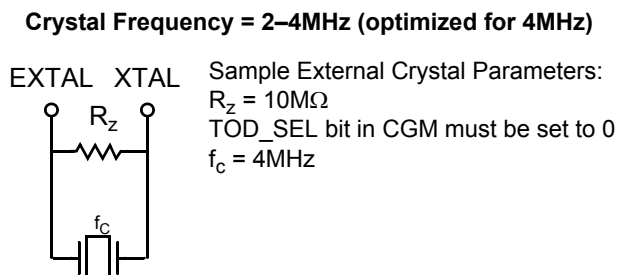 Crystal Frequency = 2–4MHz (optimized for 4MHz)
EXTAL XTAL
Rz
fC
Sample External Crystal Parameters:
Rz = 10MΩ
TOD_SEL bit in CGM must be set to 0
fc = 4MHz